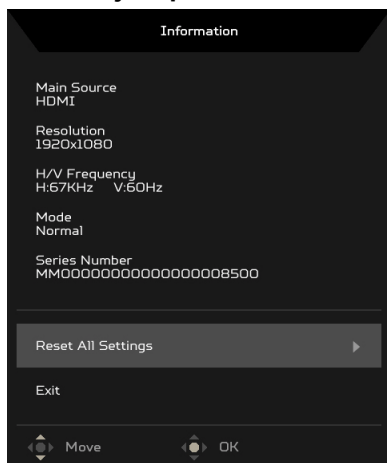 Information
Main Source
HDMI
Resolution
1920x1080
H/V Frequency
H:67KHz V:60Hz
Mode
Normal
Series Number
MM00000000000000008500
Reset All Settings
Exit
Move OK